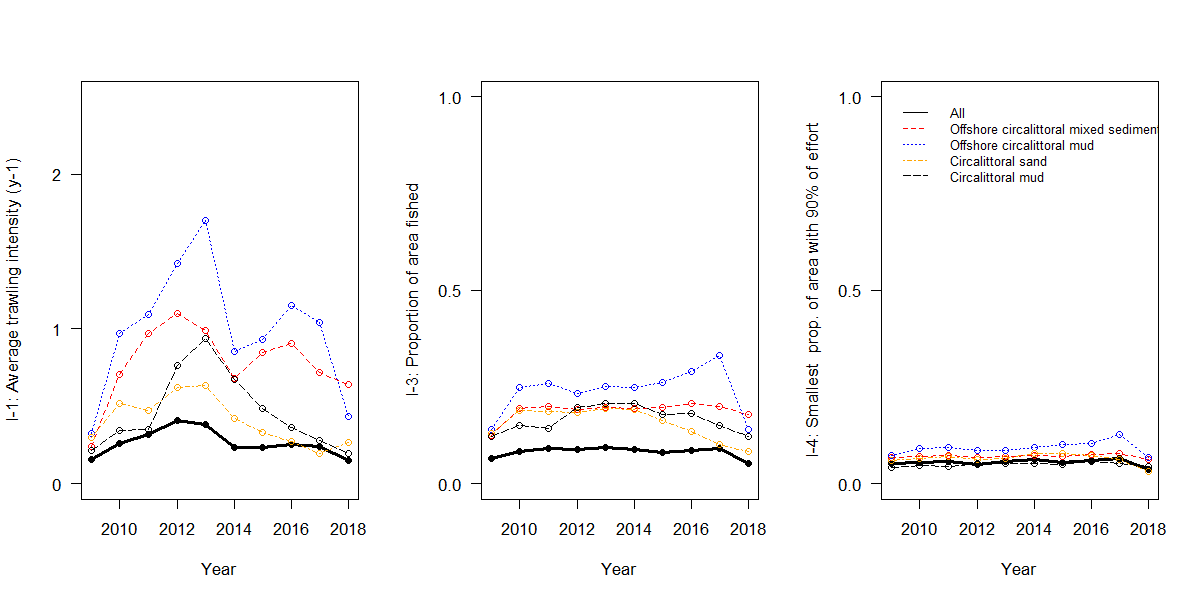 I-1: Average trawling intensity (y-1)
2
1
0
2010 2012 2014 2016 2018
Year
I-3: Proportion of area fished
1.0
0.5
0.0
2010 2012 2014 2016 2018
Year
I-4: Smallest prop. of area with 90% of effort
1.0
0.5
0.0
All
Offshore circalittoral mixed sedimen
Offshore circalittoral mud
Circalittoral sand
Circalittoral mud
2010 2012 2014 2016 2018
Year